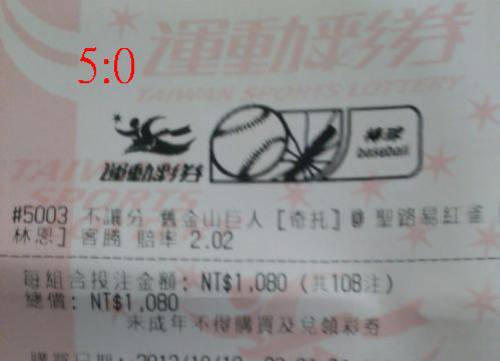 5:0
運動彩券
TAIWAN SPORTS LOTTERY
運動彩券
棒球
baseball
TAIWAN
SPORTS
#5003 不讓分 舊金山巨人 [奇托] @ 聖路易紅雀
林恩] 客勝 賠率 2.02
每組合投注金額: NT$1,080 (共108注)
總價: NT$1,080
未成年不得購買及兌領彩券